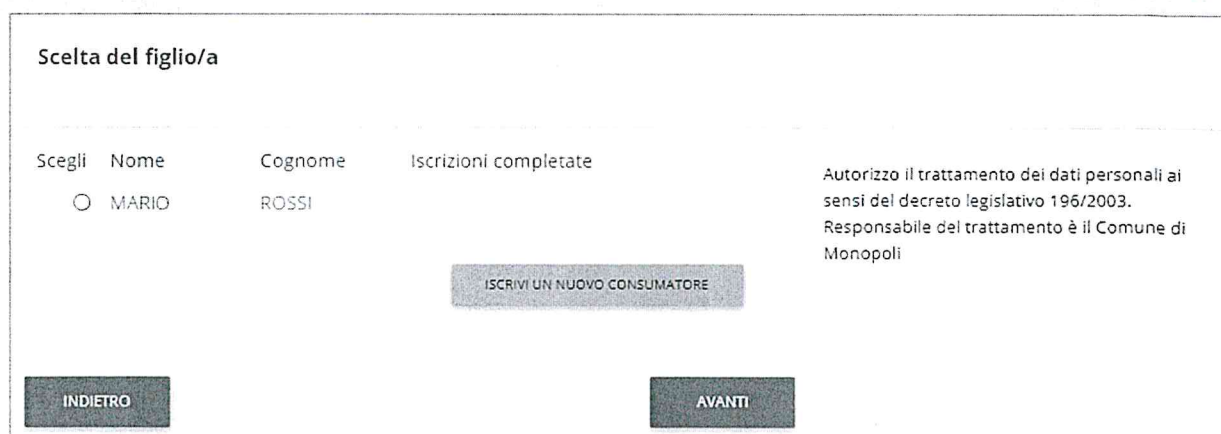 Scelta del figlio/a
Scegli Nome Cognome Iscrizioni completate
MARIO ROSSI
Autorizzo il trattamento dei dati personali ai
sensi del decreto legislativo 196/2003.
Responsabile del trattamento è il Comune di
Monopoli
ISCRIVI UN NUOVO CONSUMATORE
INDIETRO AVANTI